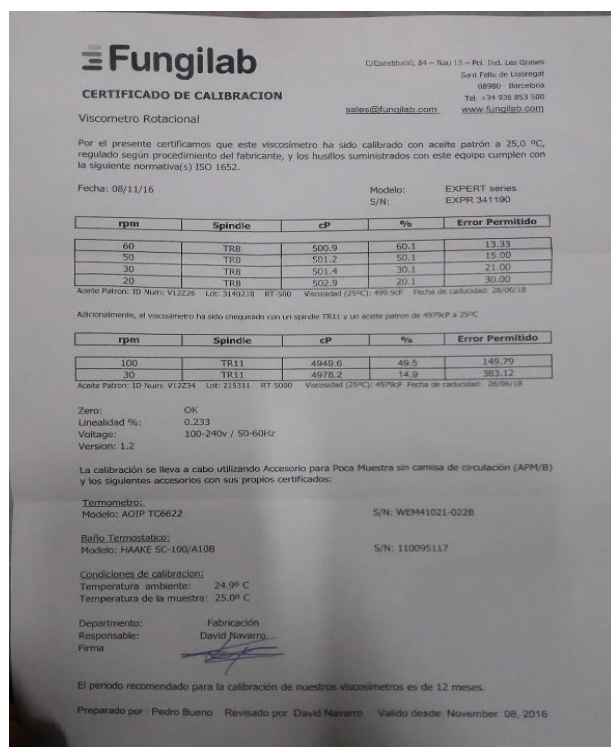 Fungilab
C/Constitució, 64 – Nau 15 – Pol. Ind. Les Grases
Sant Feliu de Llobregat
08980 - Barcelona
CERTIFICADO DE CALIBRACION
Tel. +34 936 853 500
sales@fungilab.com www.fungilab.com
Viscometro Rotacional
Por el presente certificamos que este viscosímetro ha sido calibrado con aceite patrón a 25,0 ºC,
regulado según procedimiento del fabricante, y los husillos suministrados con este equipo cumplen con
la siguiente normativa(s) ISO 1652.
Fecha: 08/11/16 Modelo: EXPERT series
S/N: EXPR 341190
rpm Spindle cP % Error Permitido
60 TR8 500.9 60.1 13.33
50 TR8 501.2 50.1 15.00
30 TR8 501.4 30.1 21.00
20 TR8 502.9 20.1 30.00
Aceite Patron: ID Num: V12226 Lot: 3140210 RT-500 Viscosidad (25ºC): 499.9cP Fecha de caducidad: 28/06/18
Adicionalmente, el viscosímetro ha sido chequeado con un spindle TR11 y un aceite patron de 4979cP a 25ºC
rpm Spindle cP % Error Permitido
100 TR11 4949.6 49.5 149.79
30 TR11 4978.2 14.9 383.12
Aceite Patron: ID Num: V12234 Lot: 215311 RT-5000 Viscosidad (25ºC): 4979cP Fecha de caducidad: 28/06/18
Zero: OK
Linealidad %: 0.233
Voltage: 100-240v / 50-60Hz
Version: 1.2
La calibración se lleva a cabo utilizando Accesorio para Poca Muestra sin camisa de circulación (APM/B)
y los siguientes accesorios con sus propios certificados:
Termometro:
Modelo: AOIP TC6622 S/N: WEM41021-022B
Baño Termostatico:
Modelo: HAAKE SC-100/A10B S/N: 110095117
Condiciones de calibracion:
Temperatura ambiente: 24.9º C
Temperatura de la muestra: 25.0º C
Departmento: Fabricación
Responsable: David Navarro
Firma
El periodo recomendado para la calibración de nuestros viscosímetros es de 12 meses.
Preparado por : Pedro Bueno Revisado por David Navarro Valido desde: November 08, 2016